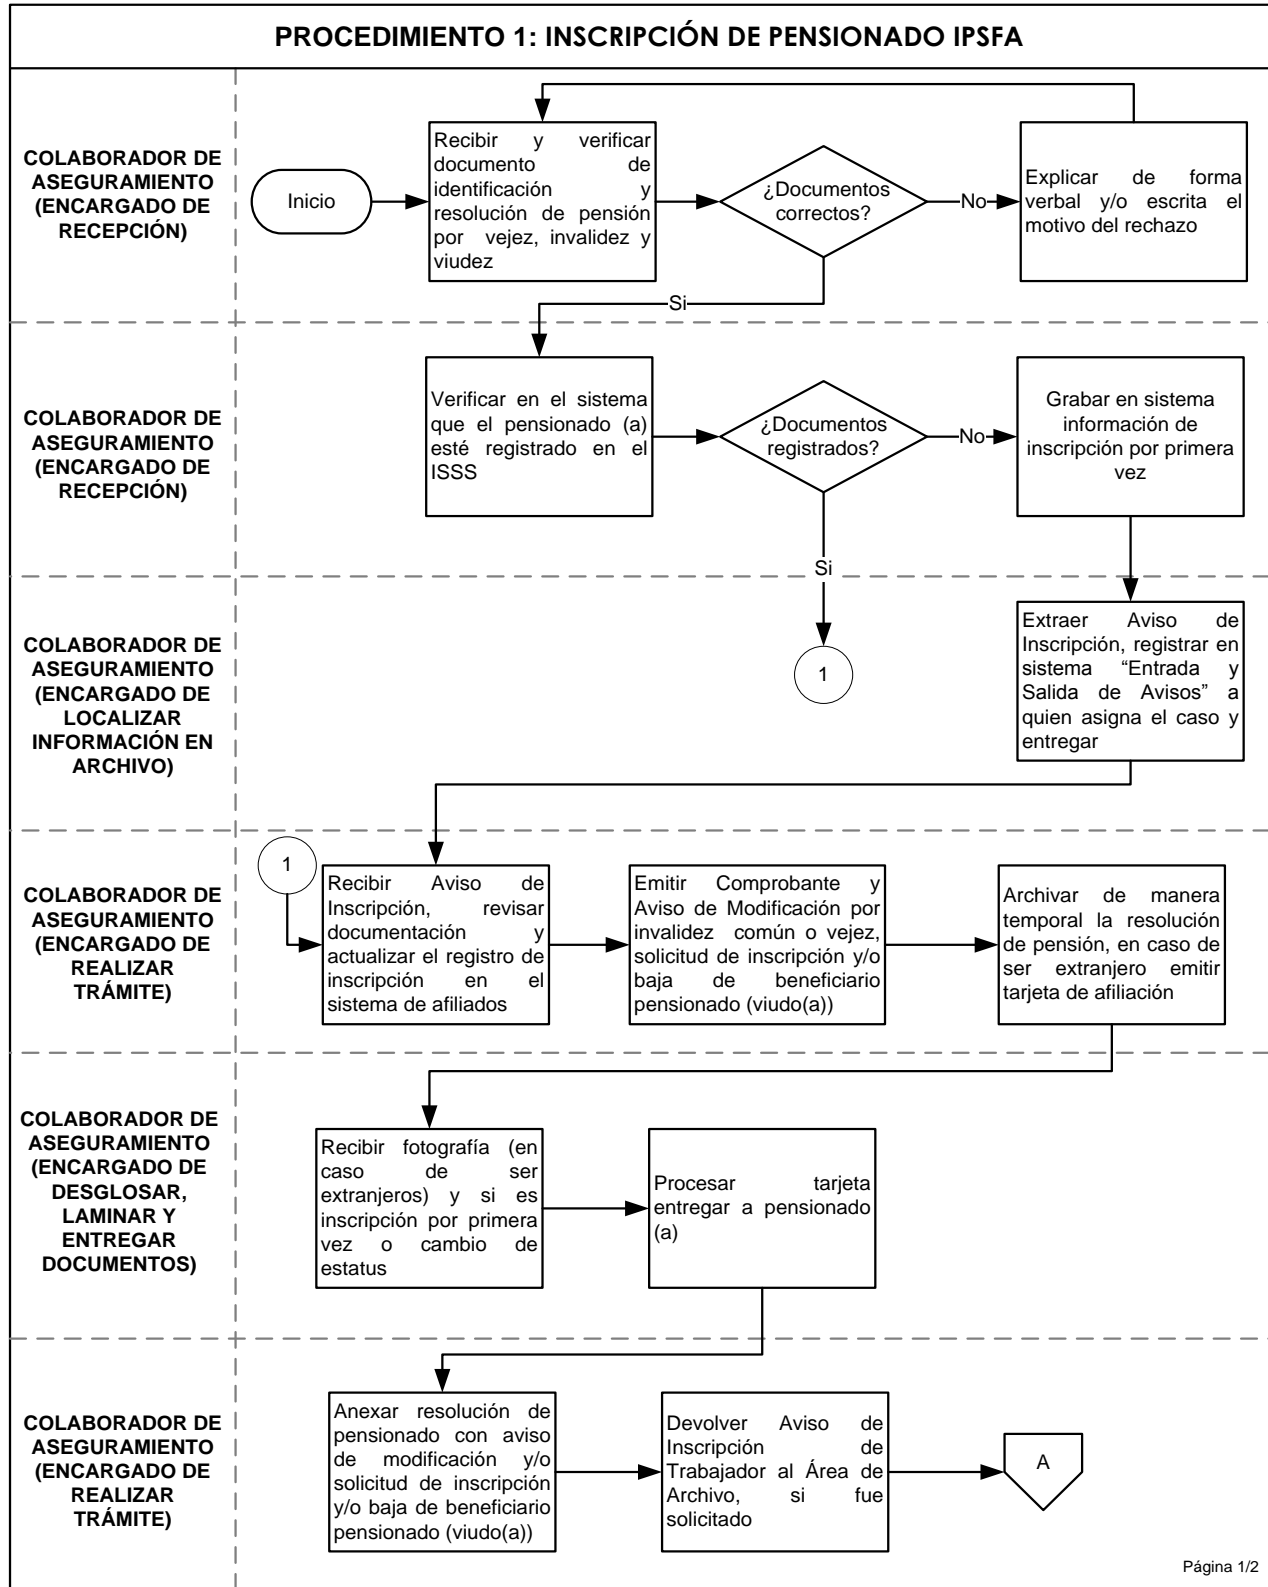 PROCEDIMIENTO 1: INSCRIPCIÓN DE PENSIONADO IPSFA
COLABORADOR DE
ASEGURAMIENTO
(ENCARGADO DE
RECEPCIÓN)
Inicio
Recibir y verificar
documento de
identificación y
resolución de pensión
por vejez, invalidez y
viudez
¿Documentos
correctos?
No
Explicar de forma
verbal y/o escrita el
motivo del rechazo
Si
COLABORADOR DE
ASEGURAMIENTO
(ENCARGADO DE
RECEPCIÓN)
Verificar en el sistema
que el pensionado (a)
esté registrado en el
ISSS
¿Documentos
registrados?
No
Grabar en sistema
información de
inscripción por primera
vez
Si
COLABORADOR DE
ASEGURAMIENTO
(ENCARGADO DE
LOCALIZAR
INFORMACIÓN EN
ARCHIVO)
1
Extraer Aviso de
Inscripción, registrar en
sistema “Entrada y
Salida de Avisos” a
quien asigna el caso y
entregar
COLABORADOR DE
ASEGURAMIENTO
(ENCARGADO DE
REALIZAR
TRÁMITE)
1
Recibir Aviso de
Inscripción, revisar
documentación y
actualizar el registro de
inscripción en el
sistema de afiliados
Emitir Comprobante y
Aviso de Modificación por
invalidez común o vejez,
solicitud de inscripción y/o
baja de beneficiario
pensionado (viudo(a))
Archivar de manera
temporal la resolución
de pensión, en caso de
ser extranjero emitir
tarjeta de afiliación
COLABORADOR DE
ASEGURAMIENTO
(ENCARGADO DE
DESGLOSAR,
LAMINAR Y
ENTREGAR
DOCUMENTOS)
Recibir fotografía (en
caso de ser
extranjeros) y si es
inscripción por primera
vez o cambio de
estatus
Procesar tarjeta
entregar a pensionado
(a)
COLABORADOR DE
ASEGURAMIENTO
(ENCARGADO DE
REALIZAR
TRÁMITE)
Anexar resolución de
pensionado con aviso
de modificación y/o
solicitud de inscripción
y/o baja de beneficiario
pensionado (viudo(a))
Devolver Aviso de
Inscripción de
Trabajador al Área de
Archivo, si fue
solicitado
A
Página 1/2